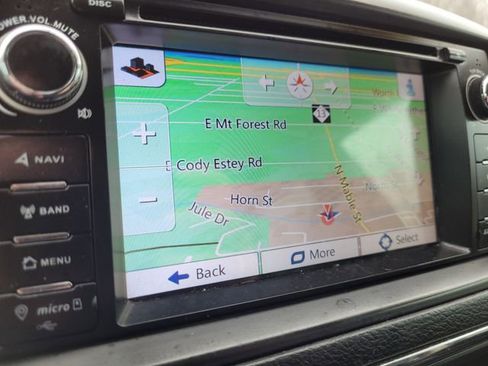 DISC
POWER.VOL.MUTE
NAVI
BAND
MENU
micro
13
E Mt Forest Rd
E Cody Estey Rd
Horn St
Jule Dr
N Mable St
Back
More
Select